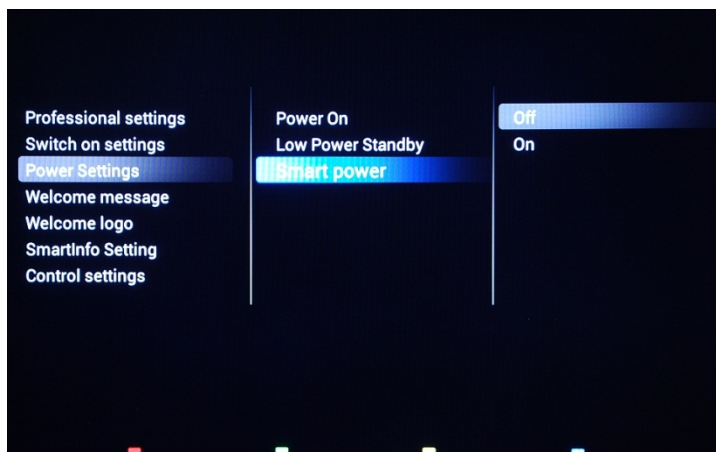 Professional settings
Switch on settings
Power Settings
Welcome message
Welcome logo
SmartInfo Setting
Control settings
Power On
Low Power Standby
Smart power
Off
On